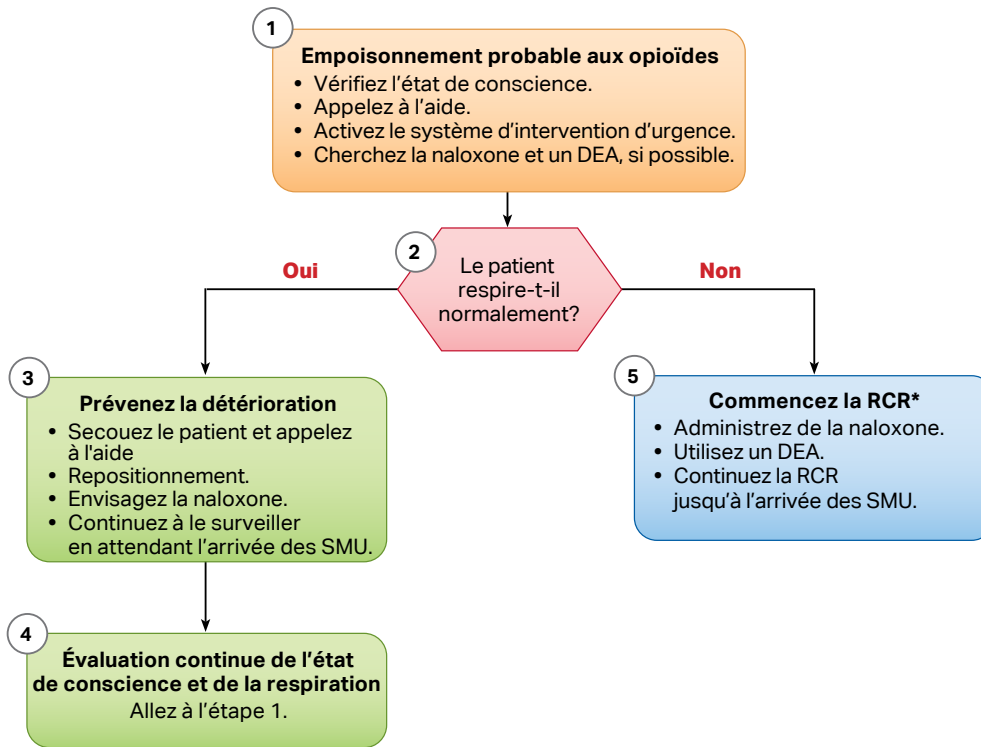 1
Empoisonnement probable aux opioïdes
• Vérifiez l'état de conscience.
• Appelez à l'aide.
• Activez le système d'intervention d'urgence.
• Cherchez la naloxone et un DEA, si possible.
2
Le patient
respire-t-il
normalement?
Oui
Non
3
Prévenez la détérioration
• Secouez le patient et appelez
à l'aide
• Repositionnement.
• Envisagez la naloxone.
• Continuez à le surveiller
en attendant l'arrivée des SMU.
4
Évaluation continue de l'état
de conscience et de la respiration
Allez à l'étape 1.
5
Commencez la RCR*
• Administrez de la naloxone.
• Utilisez un DEA.
• Continuez la RCR
jusqu'à l'arrivée des SMU.